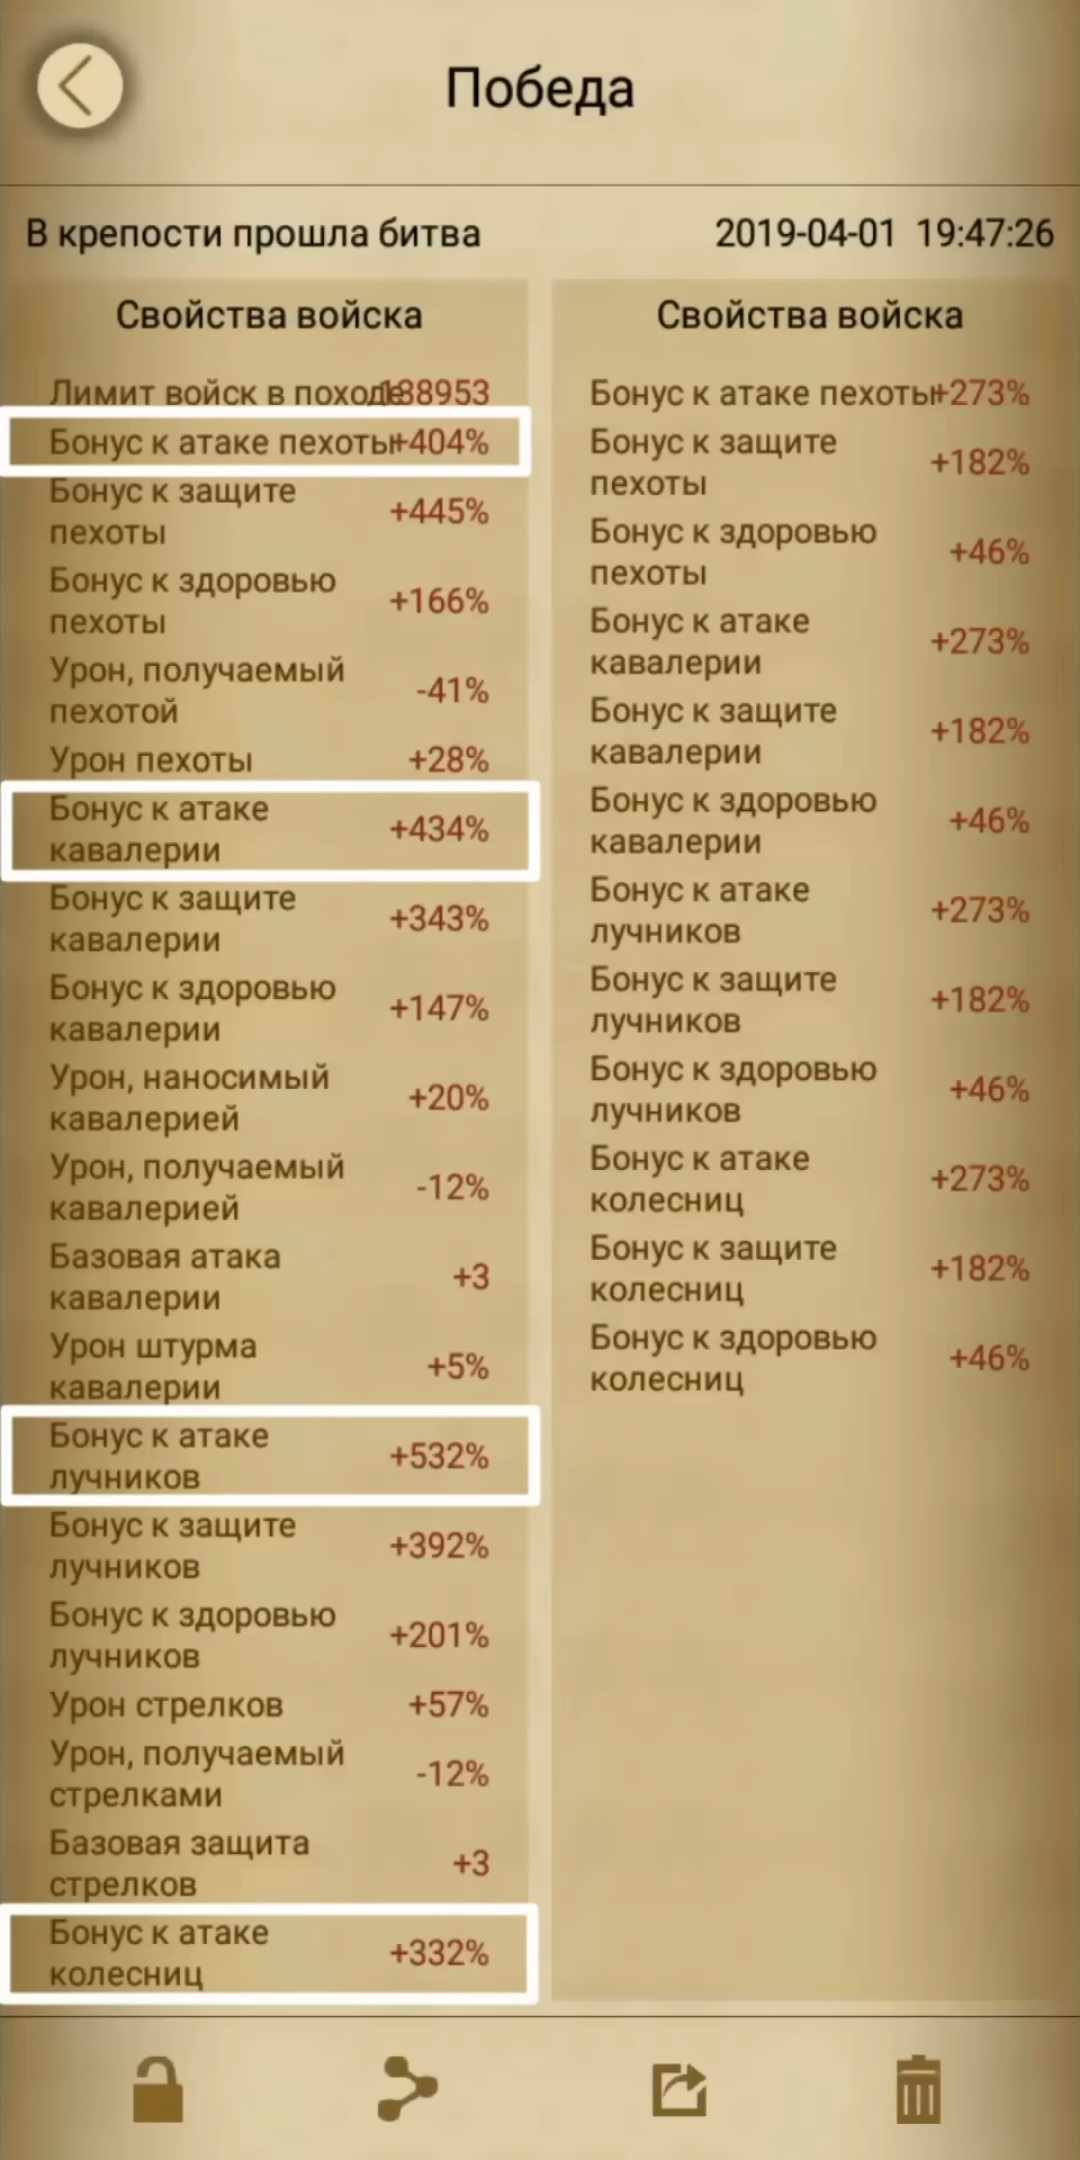 Победа
В крепости прошла битва
2019-04-01 19:47:26
Свойства войска
Лимит войск в походе 188953
Бонус к атаке пехоты +404%
Бонус к защите
пехоты
+445%
Бонус к здоровью
пехоты
+166%
Урон, получаемый
пехотой
-41%
Урон пехоты +28%
Бонус к атаке
кавалерии
+434%
Бонус к защите
кавалерии
+343%
Бонус к здоровью
кавалерии
+147%
Урон, наносимый
кавалерией
+20%
Урон, получаемый
кавалерией
-12%
Базовая атака
кавалерии
+3
Урон штурма
кавалерии
+5%
Бонус к атаке
лучников
+532%
Бонус к защите
лучников
+392%
Бонус к здоровью
лучников
+201%
Урон стрелков +57%
Урон, получаемый
стрелками
-12%
Базовая защита
стрелков
+3
Бонус к атаке
колесниц
+332%
Свойства войска
Бонус к атаке пехоты +273%
Бонус к защите
пехоты
+182%
Бонус к здоровью
пехоты
+46%
Бонус к атаке
кавалерии
+273%
Бонус к защите
кавалерии
+182%
Бонус к здоровью
кавалерии
+46%
Бонус к атаке
лучников
+273%
Бонус к защите
лучников
+182%
Бонус к здоровью
лучников
+46%
Бонус к атаке
колесниц
+273%
Бонус к защите
колесниц
+182%
Бонус к здоровью
колесниц
+46%